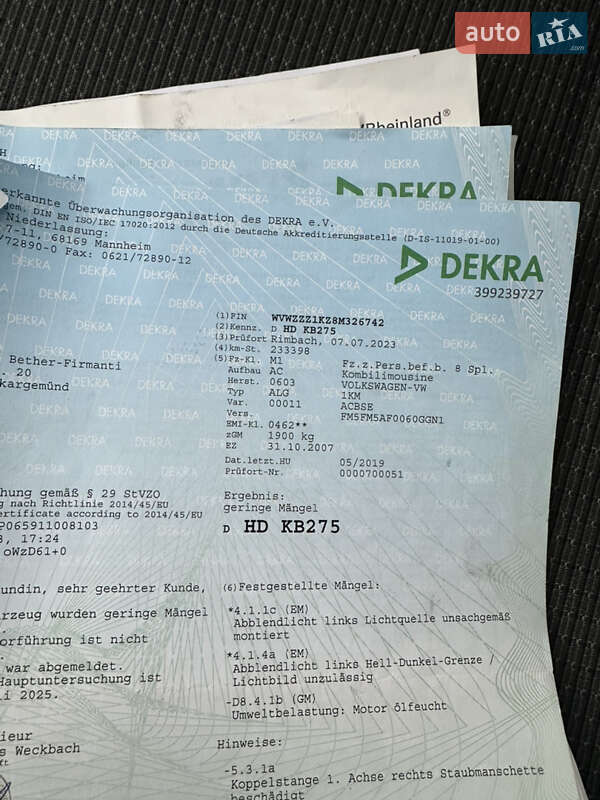 auto RIA .com
Rheinland®
DEKRA
erkannte Überwachungsorganisation des DEKRA e.V.
em. DIN EN ISO/IEC 17020:2012 durch die Deutsche Akkreditierungsstelle (D-IS-11019-01-00)
Niederlassung:
7-11, 68169 Mannheim
/72890-0 Fax: 0621/72890-12
DEKRA
399239727
(1) FIN WVWZZZ1KZ8M326742
(2) Kennz. D HD KB275
(3) Prüfort Rimbach, 07.07.2023
(4) km-St. 233398
(5) Fz-Kl. M1 Fz.z.Pers.bef.b. 8 Spl.
Aufbau AC Kombilimousine
Herst. 0603 VOLKSWAGEN-VW
Typ ALG 1KM
Var. 00011 ACBSE
Vers. FM5FM5AF0060GGN1
EMI-Kl. 0462**
zGM 1900 kg
EZ 31.10.2007
Dat.letzt.HU 05/2019
Prüfort-Nr. 0000700051
Bether-Firmanti
. 20
kargemünd
Ergebnis:
geringe Mängel
D HD KB275
hung gemäß § 29 StVZO
g nach Richtlinie 2014/45/EU
ertificate according to 2014/45/EU
P065911008103
3, 17:24
oWzD61+0
undin, sehr geehrter Kunde,
rzeug wurden geringe Mängel
.
orführung ist nicht
war abgemeldet.
Hauptuntersuchung ist
li 2025.
ieur
s Weckbach
(6) Festgestellte Mängel:
*4.1.1c (EM)
Abblendlicht links Lichtquelle unsachgemäß
montiert
*4.1.4a (EM)
Abblendlicht links Hell-Dunkel-Grenze /
Lichtbild unzulässig
-D8.4.1b (GM)
Umweltbelastung: Motor ölfeucht
Hinweise:
-5.3.1a
Koppelstange 1. Achse rechts Staubmanschette
beschädigt